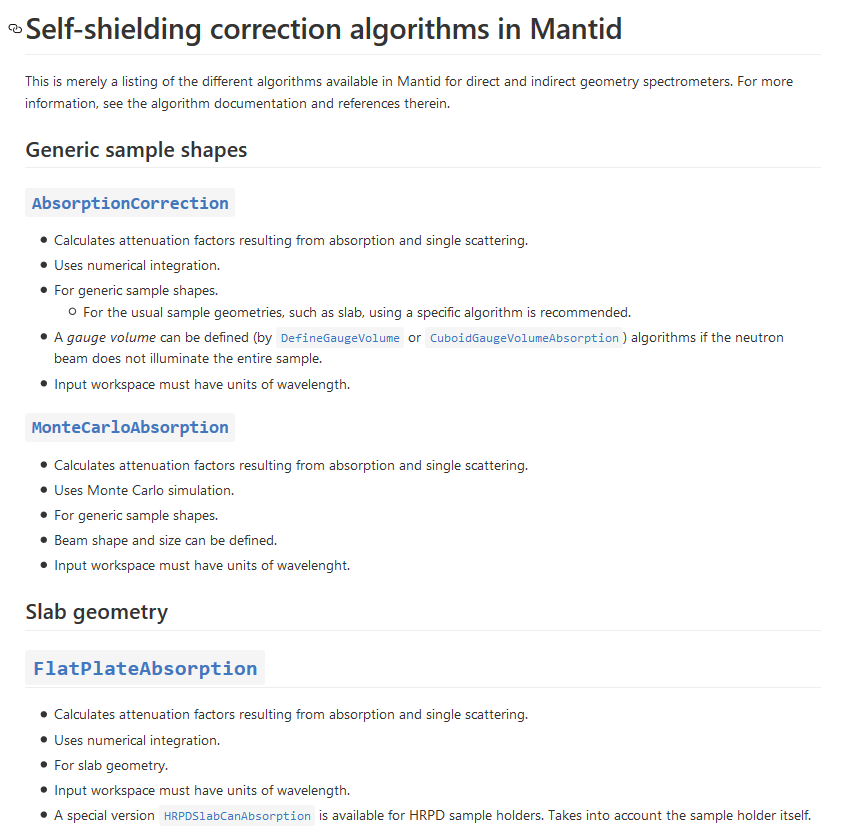 Self-shielding correction algorithms in Mantid
This is merely a listing of the different algorithms available in Mantid for direct and indirect geometry spectrometers. For more
information, see the algorithm documentation and references therein.
Generic sample shapes
AbsorptionCorrection
Calculates attenuation factors resulting from absorption and single scattering.
Uses numerical integration.
For generic sample shapes.
For the usual sample geometries, such as slab, using a specific algorithm is recommended.
A gauge volume can be defined (by DefineGaugeVolume or CuboidGaugeVolumeAbsorption ) algorithms if the neutron
beam does not illuminate the entire sample.
Input workspace must have units of wavelength.
MonteCarloAbsorption
Calculates attenuation factors resulting from absorption and single scattering.
Uses Monte Carlo simulation.
For generic sample shapes.
Beam shape and size can be defined.
Input workspace must have units of wavelenght.
Slab geometry
FlatPlateAbsorption
Calculates attenuation factors resulting from absorption and single scattering.
Uses numerical integration.
For slab geometry.
Input workspace must have units of wavelength.
A special version HRPDSlabCanAbsorption is available for HRPD sample holders. Takes into account the sample holder itself.